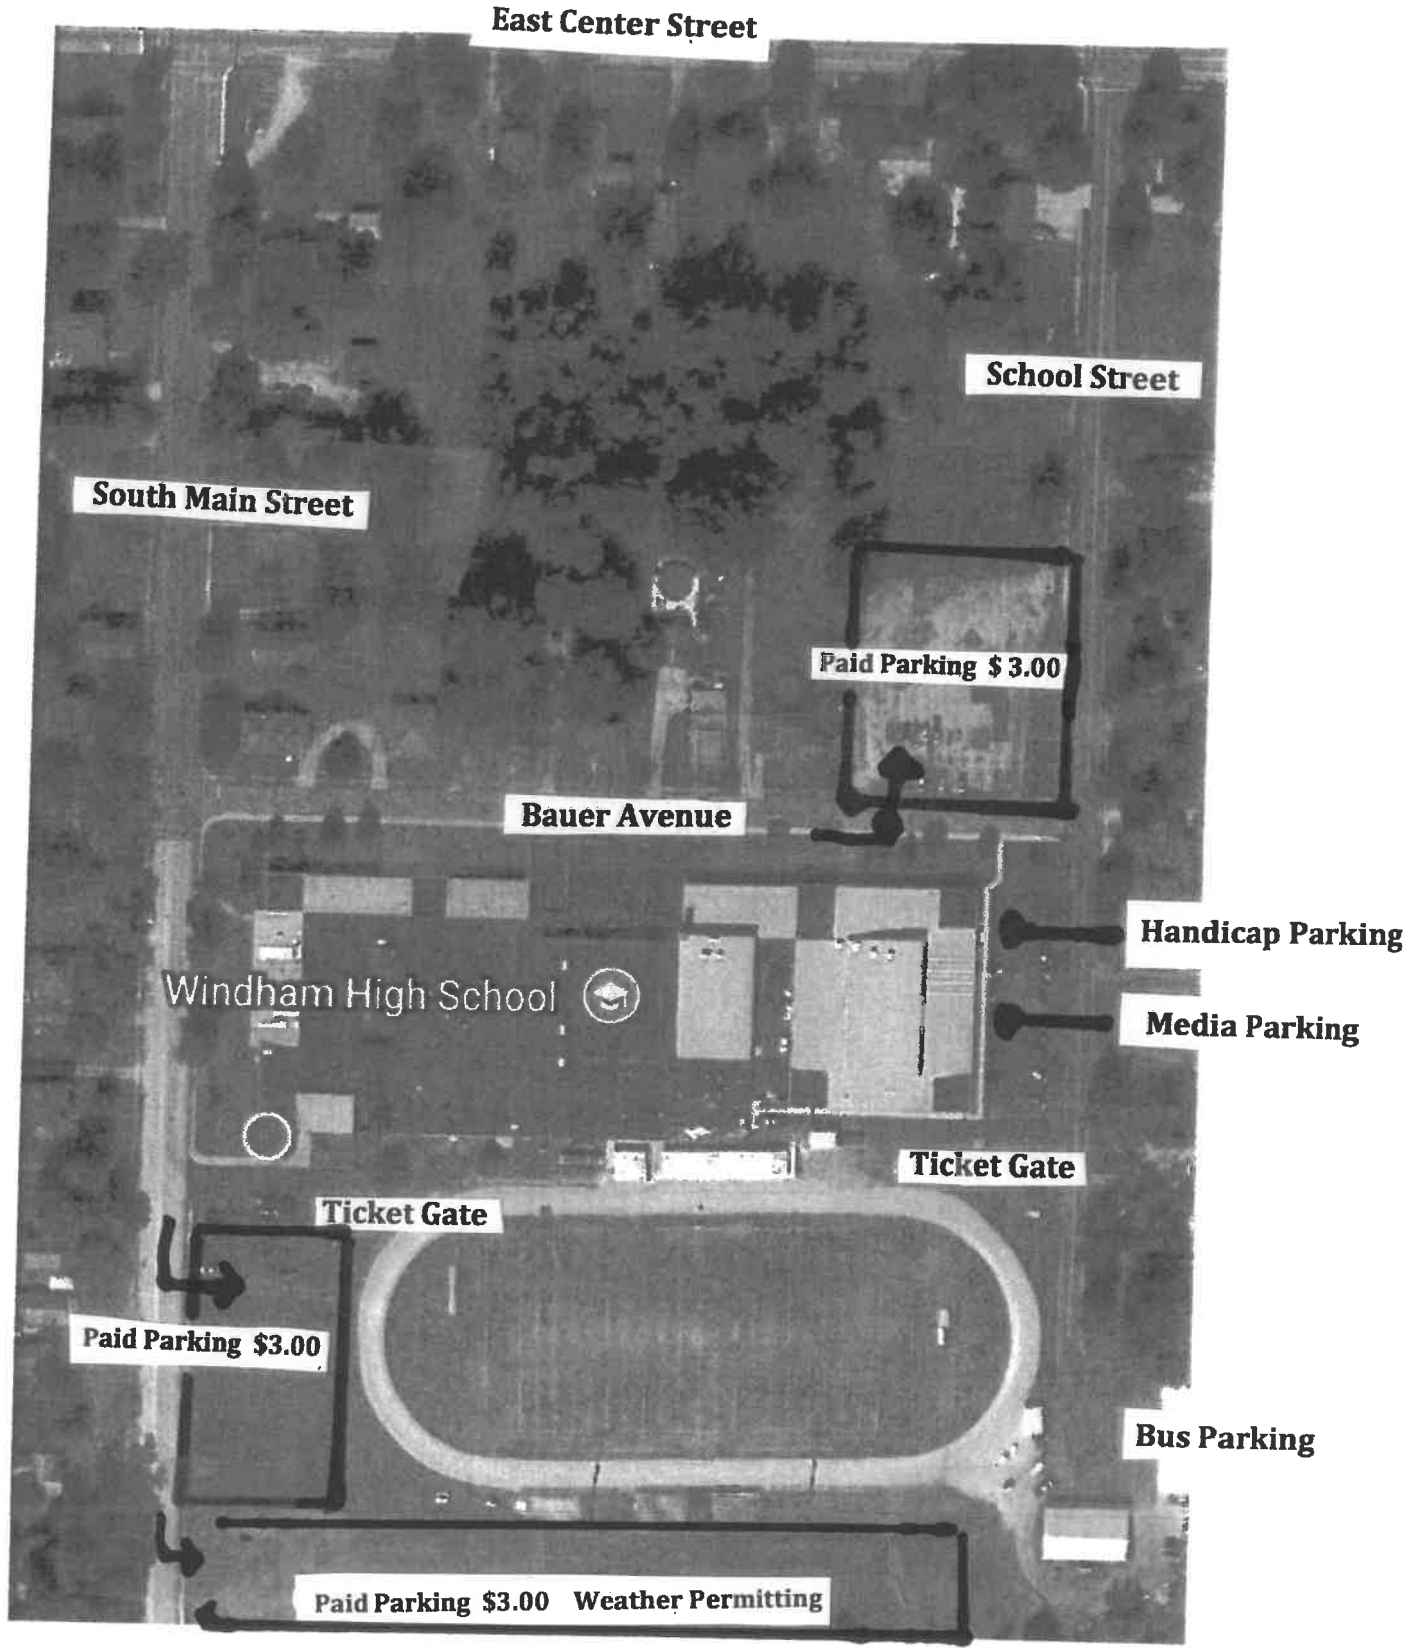 East Center Street
School Street
South Main Street
Paid Parking $ 3.00
Bauer Avenue
Handicap Parking
Windham High School
Media Parking
Ticket Gate
Ticket Gate
Paid Parking $3.00
Bus Parking
Paid Parking $3.00 Weather Permitting